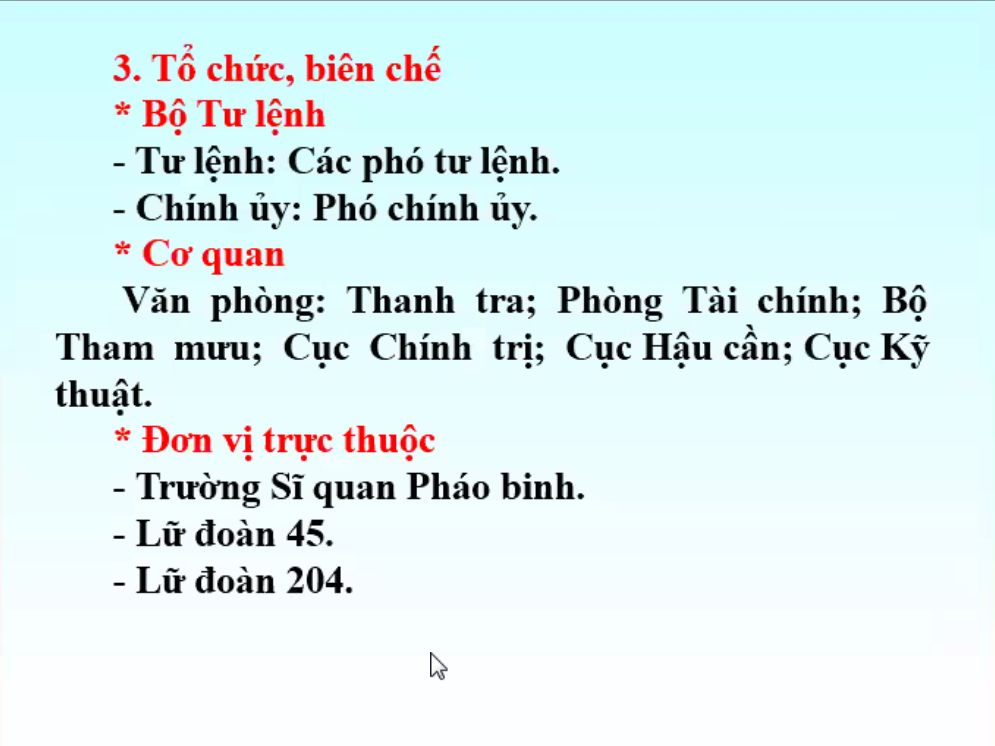 3. Tổ chức, biên chế
* Bộ Tư lệnh
- Tư lệnh: Các phó tư lệnh.
- Chính ủy: Phó chính ủy.
* Cơ quan
Văn phòng: Thanh tra; Phòng Tài chính; Bộ
Tham mưu; Cục Chính trị; Cục Hậu cần; Cục Kỹ
thuật.
* Đơn vị trực thuộc
- Trường Sĩ quan Pháo binh.
- Lữ đoàn 45.
- Lữ đoàn 204.